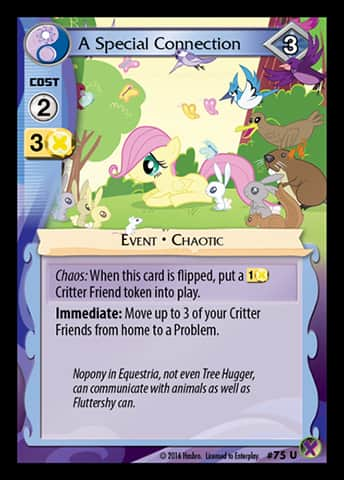 A Special Connection
3
COST
2
3
EVENT • CHAOTIC
Chaos: When this card is flipped, put a 1
Critter Friend token into play.
Immediate: Move up to 3 of your Critter
Friends from home to a Problem.
Nopony in Equestria, not even Tree Hugger,
can communicate with animals as well as
Fluttershy can.
© 2016 Hasbro. Licensed to Enterplay. #75 U